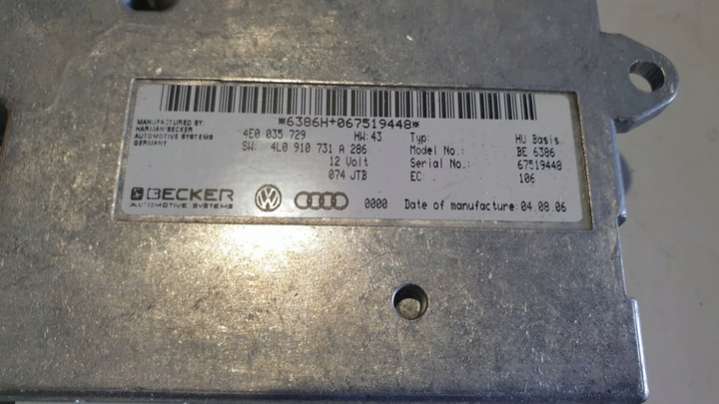 *6386H+067519448*
MANUFACTURED BY:
HARMAN/BECKER
AUTOMOTIVE SYSTEMS
GERMANY
4E0 035 729 HW:43 Typ: HU Basis
SW: 4L0 910 731 A 286 Model No.: BE 6386
12 Volt Serial No.: 67519448
074 JTB EC: 106
BECKER
AUTOMOTIVE SYSTEMS
0000 Date of manufacture:04.08.06